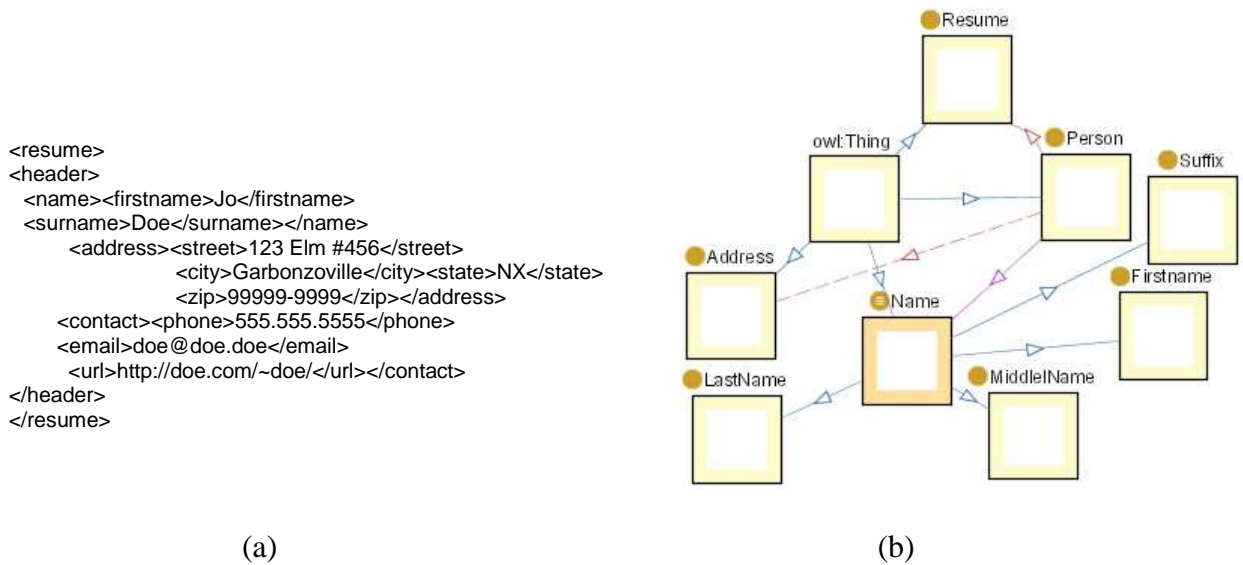 <resume>
<header>
<name><firstname>Jo</firstname>
<surname>Doe</surname></name>
<address><street>123 Elm #456</street>
<city>Garbonzoville</city><state>NX</state>
<zip>99999-9999</zip></address>
<contact><phone>555.555.5555</phone>
<email>doe@doe.doe</email>
<url>http://doe.com/~doe/</url></contact>
</header>
</resume>
(a)
Resume
owl:Thing
Person
Suffix
Address
Firstname
Name
LastName
MiddlelName
(b)